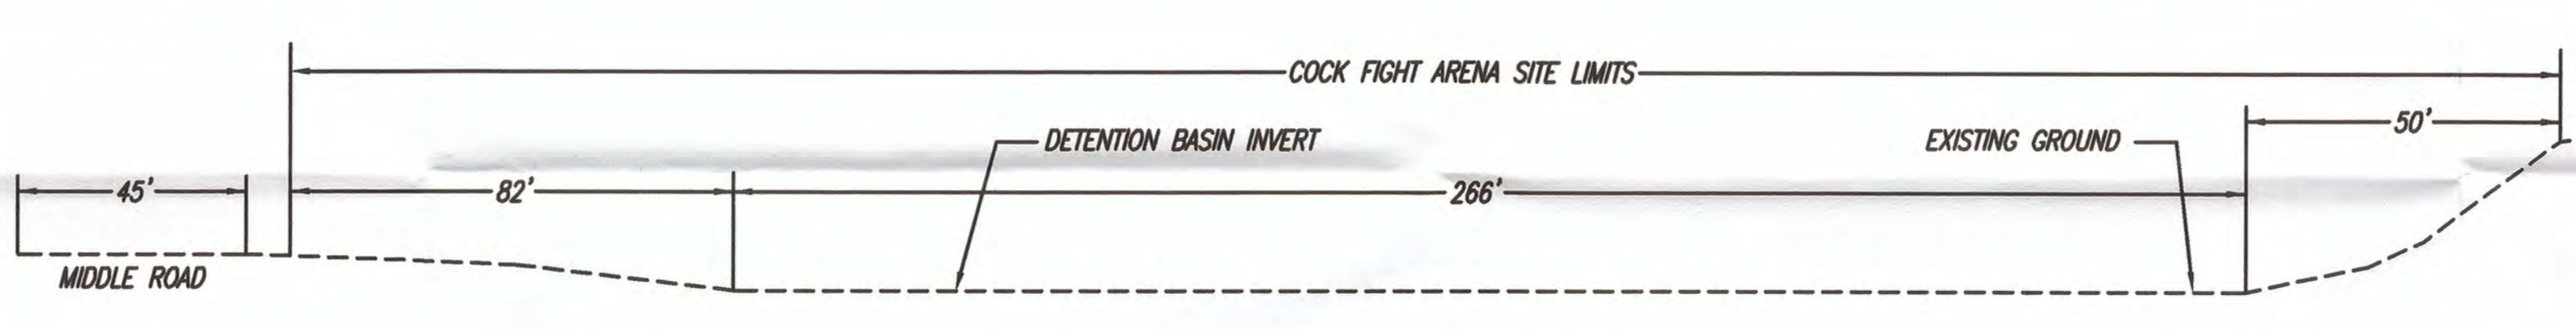 COCK FIGHT ARENA SITE LIMITS
50'
DETENTION BASIN INVERT
EXISTING GROUND
45'
82'
266'
MIDDLE ROAD